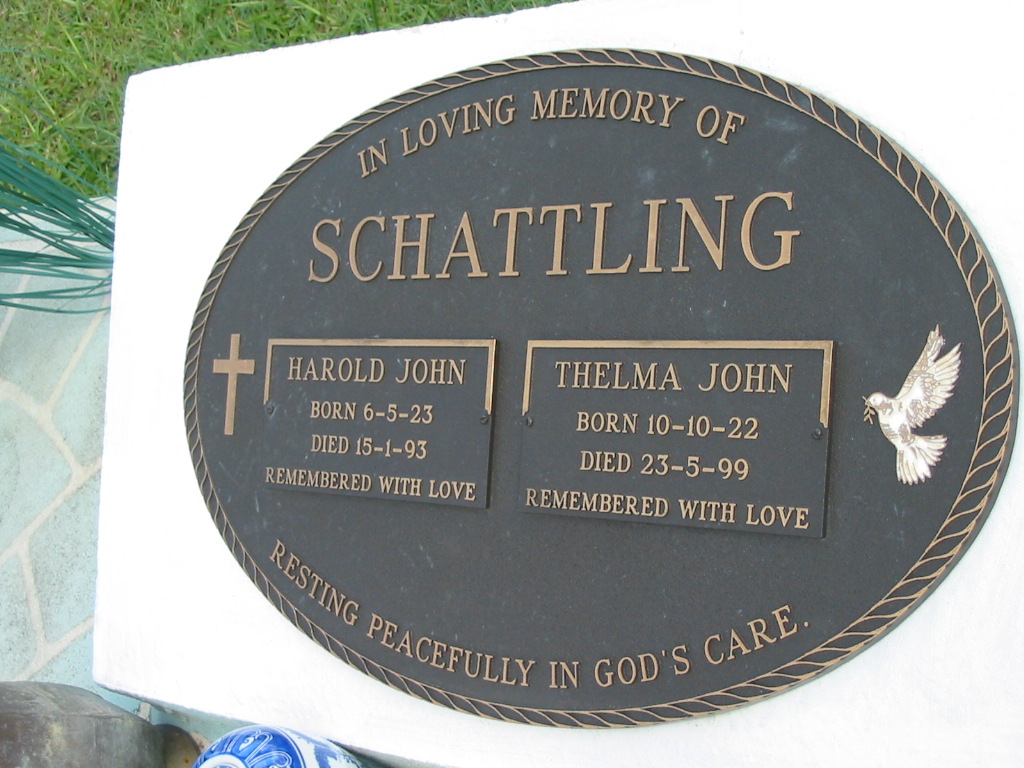 IN LOVING MEMORY OF
SCHATTLING
HAROLD JOHN
BORN 6-5-23
DIED 15-1-93
REMEMBERED WITH LOVE
THELMA JOHN
BORN 10-10-22
DIED 23-5-99
REMEMBERED WITH LOVE
RESTING PEACEFULLY IN GOD'S CARE.